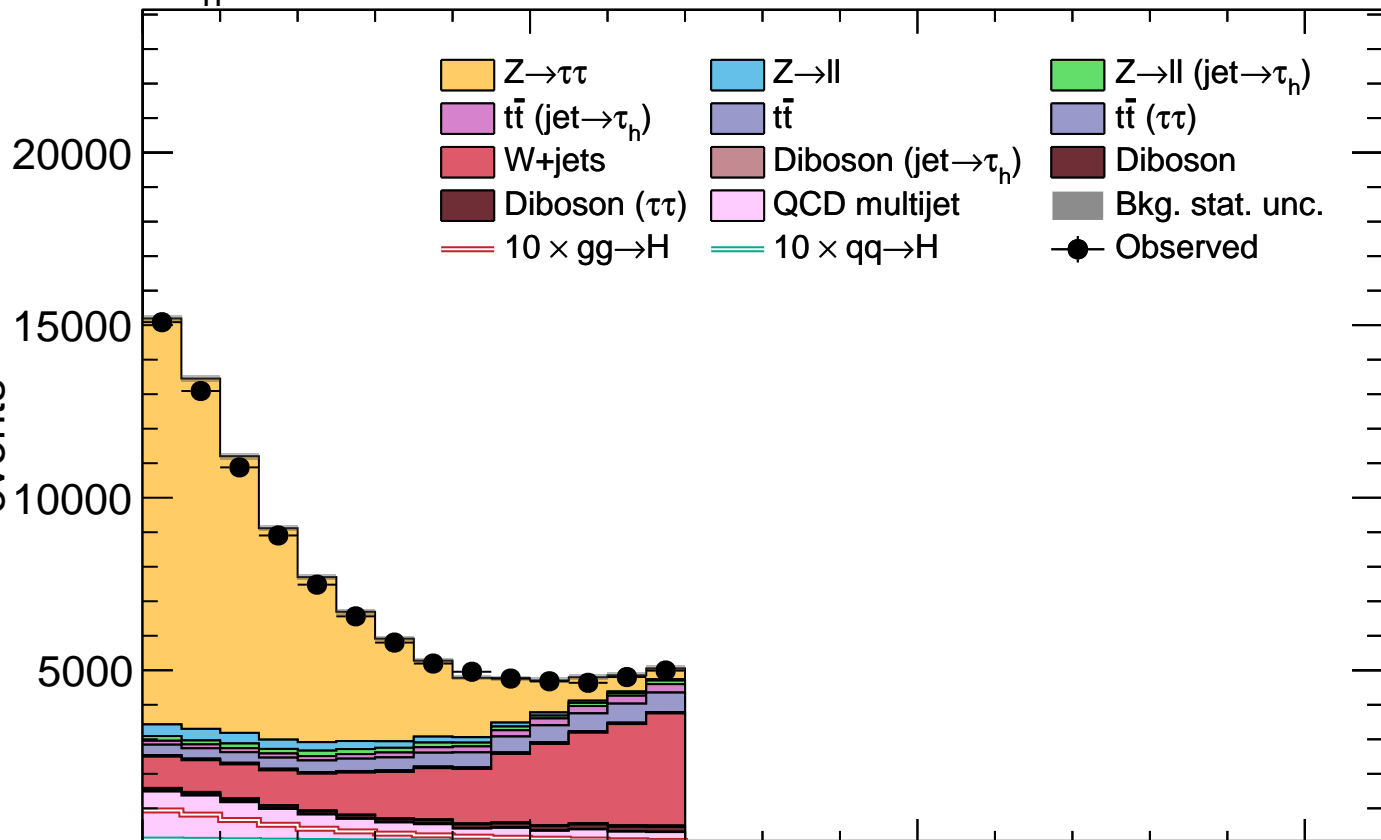 Z→ττ Z→ll Z→ll (jet→τh)
tt̄ (jet→τh) tt̄ tt̄ (ττ)
W+jets Diboson (jet→τh) Diboson
Diboson (ττ) QCD multijet Bkg. stat. unc.
10 × gg→H 10 × qq→H Observed
20000
15000
10000
5000